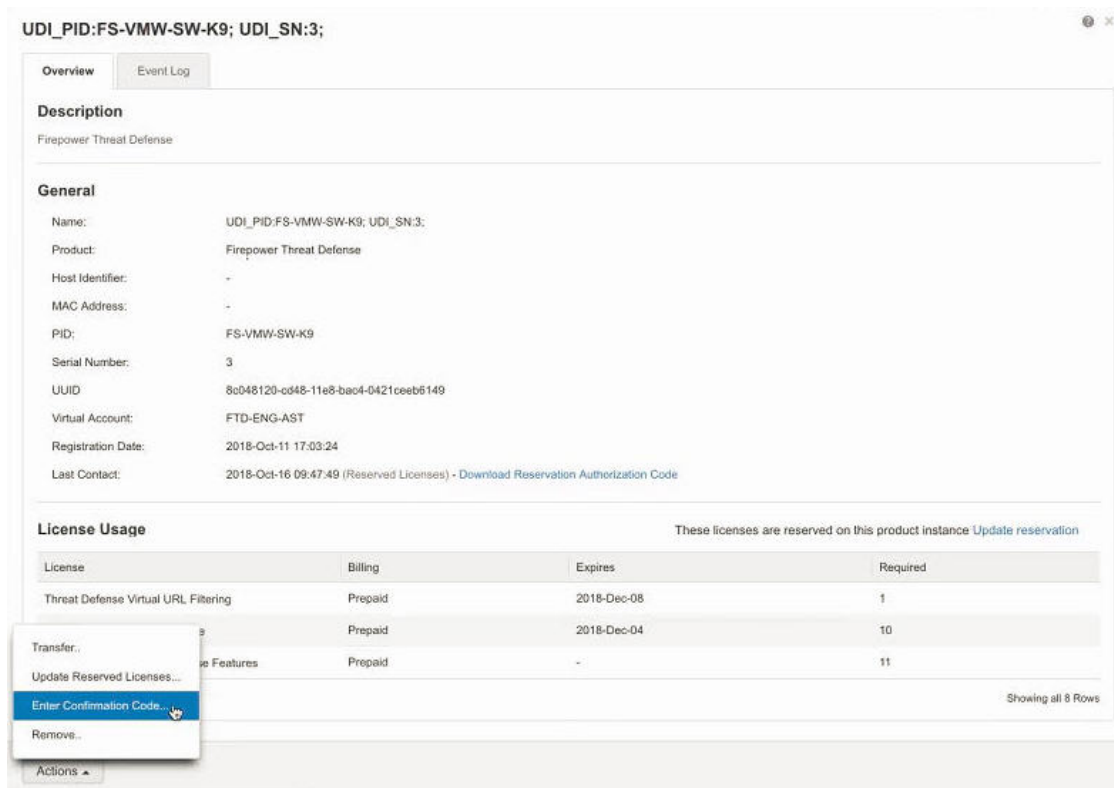 UDI_PID:FS-VMW-SW-K9; UDI_SN:3;
Overview
Event Log
Description
Firepower Threat Defense
General
Name: UDI_PID:FS-VMW-SW-K9; UDI_SN:3;
Product: Firepower Threat Defense
Host Identifier: -
MAC Address: -
PID: FS-VMW-SW-K9
Serial Number: 3
UUID 8c048120-cd48-11e8-bac4-0421ceeb6149
Virtual Account: FTD-ENG-AST
Registration Date: 2018-Oct-11 17:03:24
Last Contact: 2018-Oct-16 09:47:49 (Reserved Licenses) - Download Reservation Authorization Code
License Usage These licenses are reserved on this product instance Update reservation
License Billing Expires Required
Threat Defense Virtual URL Filtering Prepaid 2018-Dec-08 1
Prepaid 2018-Dec-04 10
Features Prepaid - 11
Showing all 8 Rows
Transfer..
Update Reserved Licenses...
Enter Confirmation Code...
Remove..
Actions